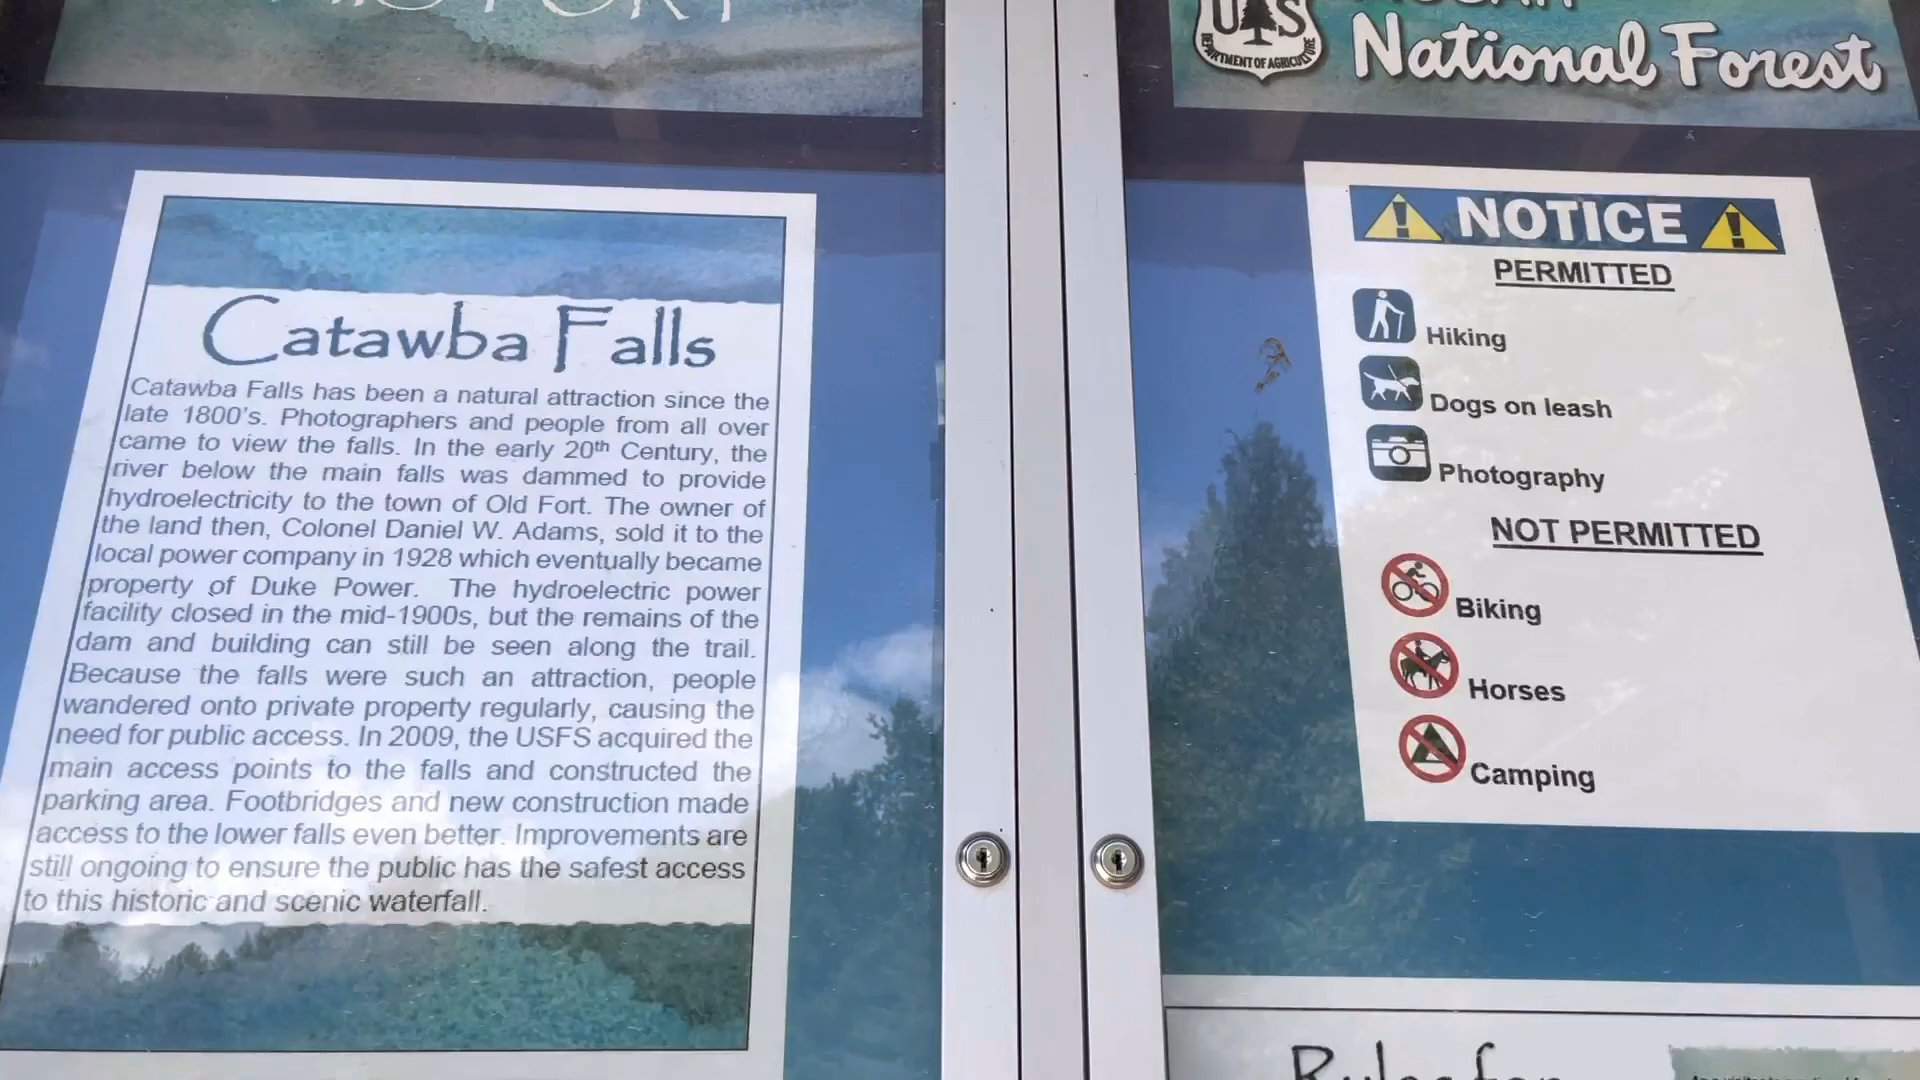 HISTORY
Catawba Falls
Catawba Falls has been a natural attraction since the
late 1800's. Photographers and people from all over
came to view the falls. In the early 20th Century, the
river below the main falls was dammed to provide
hydroelectricity to the town of Old Fort. The owner of
the land then, Colonel Daniel W. Adams, sold it to the
local power company in 1928 which eventually became
property of Duke Power. The hydroelectric power
facility closed in the mid-1900s, but the remains of the
dam and building can still be seen along the trail.
Because the falls were such an attraction, people
wandered onto private property regularly, causing the
need for public access. In 2009, the USFS acquired the
main access points to the falls and constructed the
parking area. Footbridges and new construction made
access to the lower falls even better. Improvements are
still ongoing to ensure the public has the safest access
to this historic and scenic waterfall.
US
DEPARTMENT OF AGRICULTURE
National Forest
NOTICE
PERMITTED
Hiking
Dogs on leash
Photography
NOT PERMITTED
Biking
Horses
Camping
Rules for